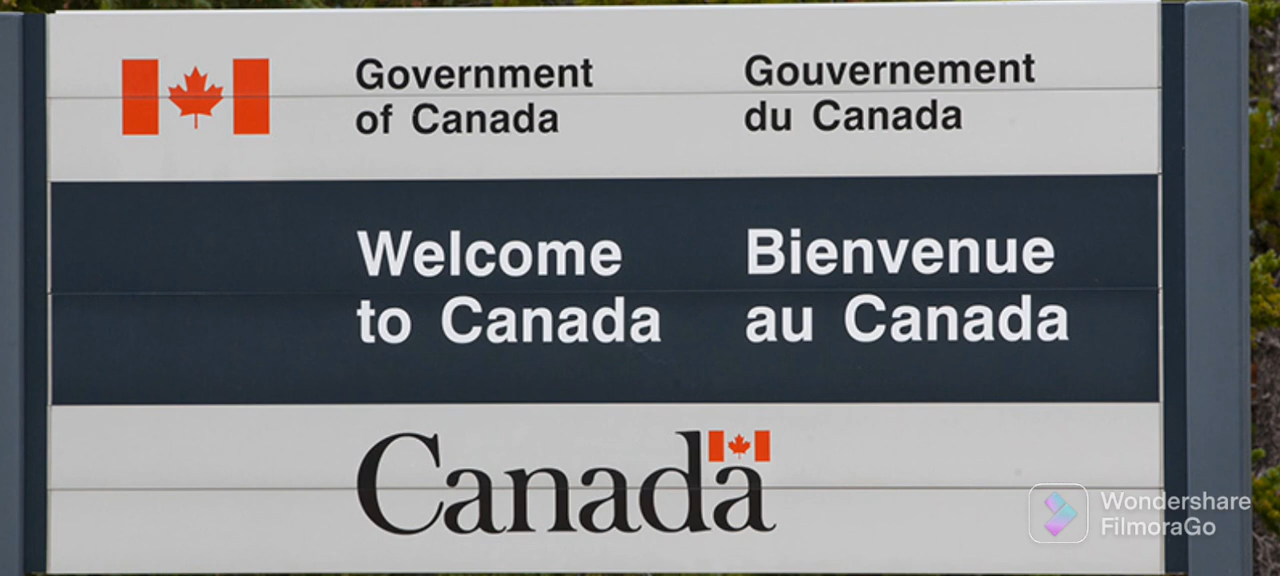 Government
of Canada
Gouvernement
du Canada
Welcome
to Canada
Bienvenue
au Canada
Canada
Wondershare
FilmoraGo